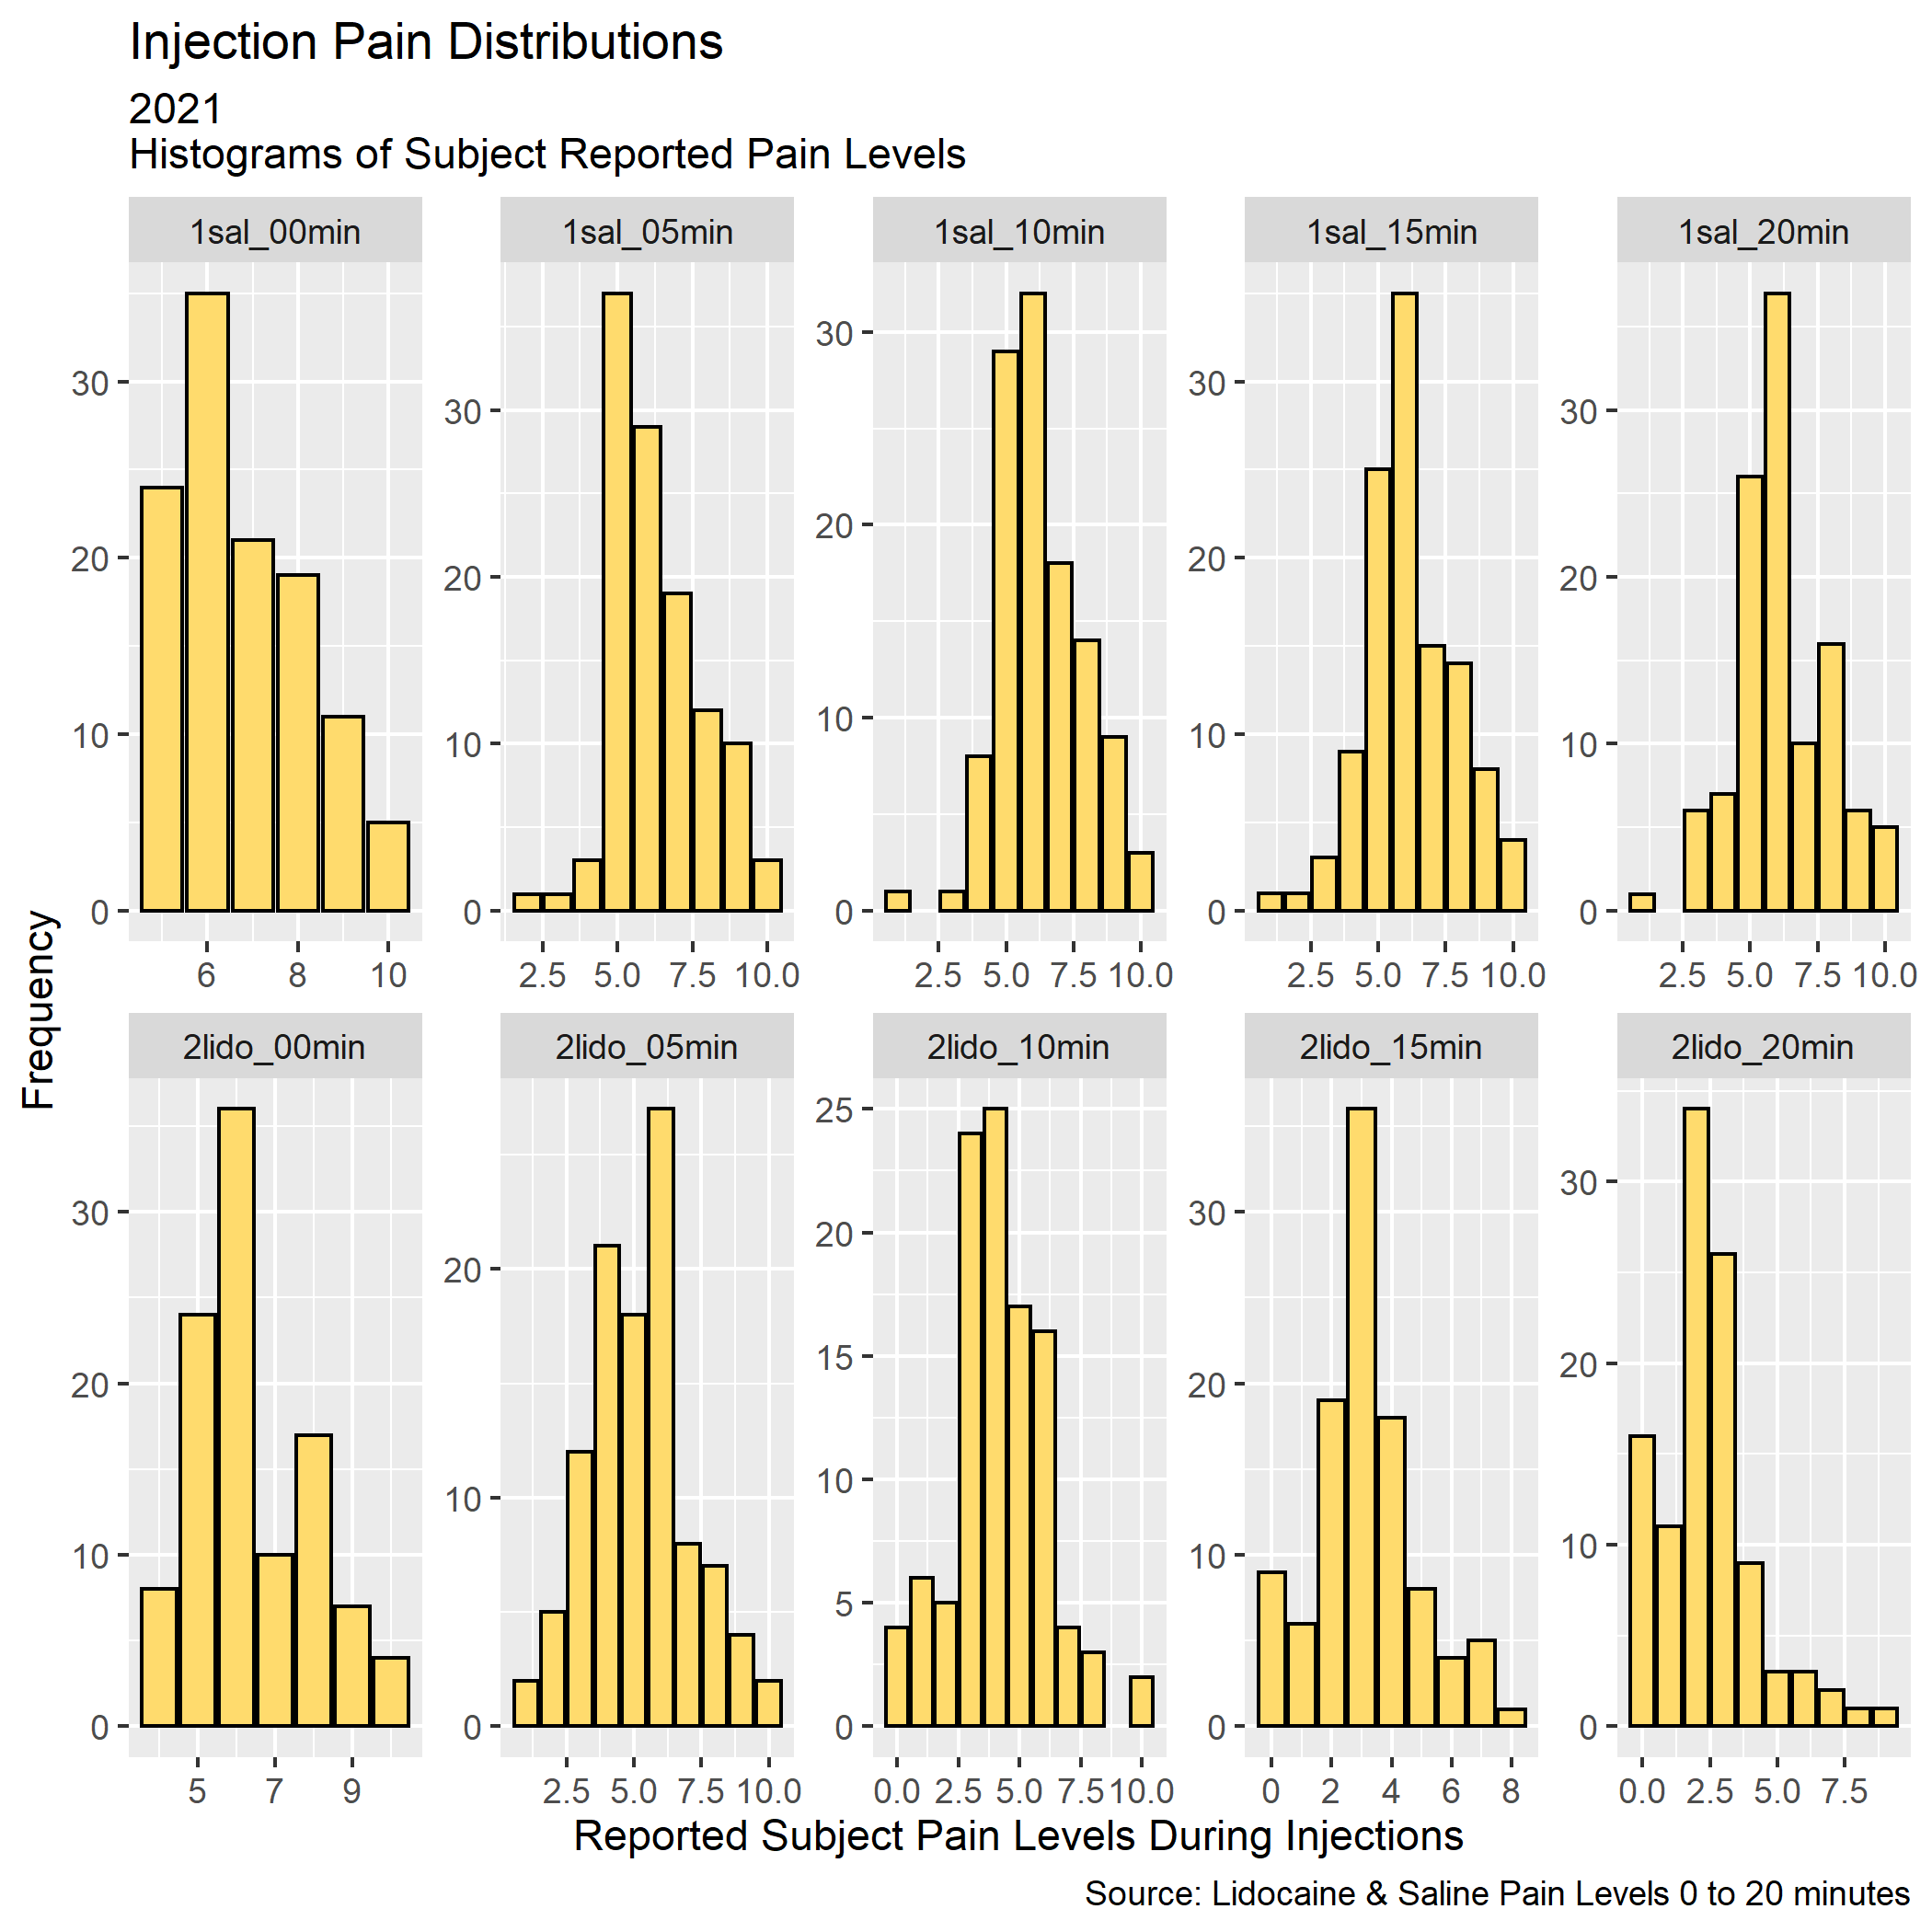 Injection Pain Distributions
2021
Histograms of Subject Reported Pain Levels
1sal_00min 1sal_05min 1sal_10min 1sal_15min 1sal_20min
30
20
10
0
6 8 10
30
20
10
0
2.5 5.0 7.5 10.0
30
20
10
0
2.5 5.0 7.5 10.0
30
20
10
0
2.5 5.0 7.5 10.0
30
20
10
0
2.5 5.0 7.5 10.0
Frequency
2lido_00min 2lido_05min 2lido_10min 2lido_15min 2lido_20min
30
20
10
0
5 7 9
20
10
0
2.5 5.0 7.5 10.0
25
20
15
10
5
0
0.0 2.5 5.0 7.5 10.0
30
20
10
0
0 2 4 6 8
30
20
10
0
0.0 2.5 5.0 7.5
Reported Subject Pain Levels During Injections
Source: Lidocaine & Saline Pain Levels 0 to 20 minutes